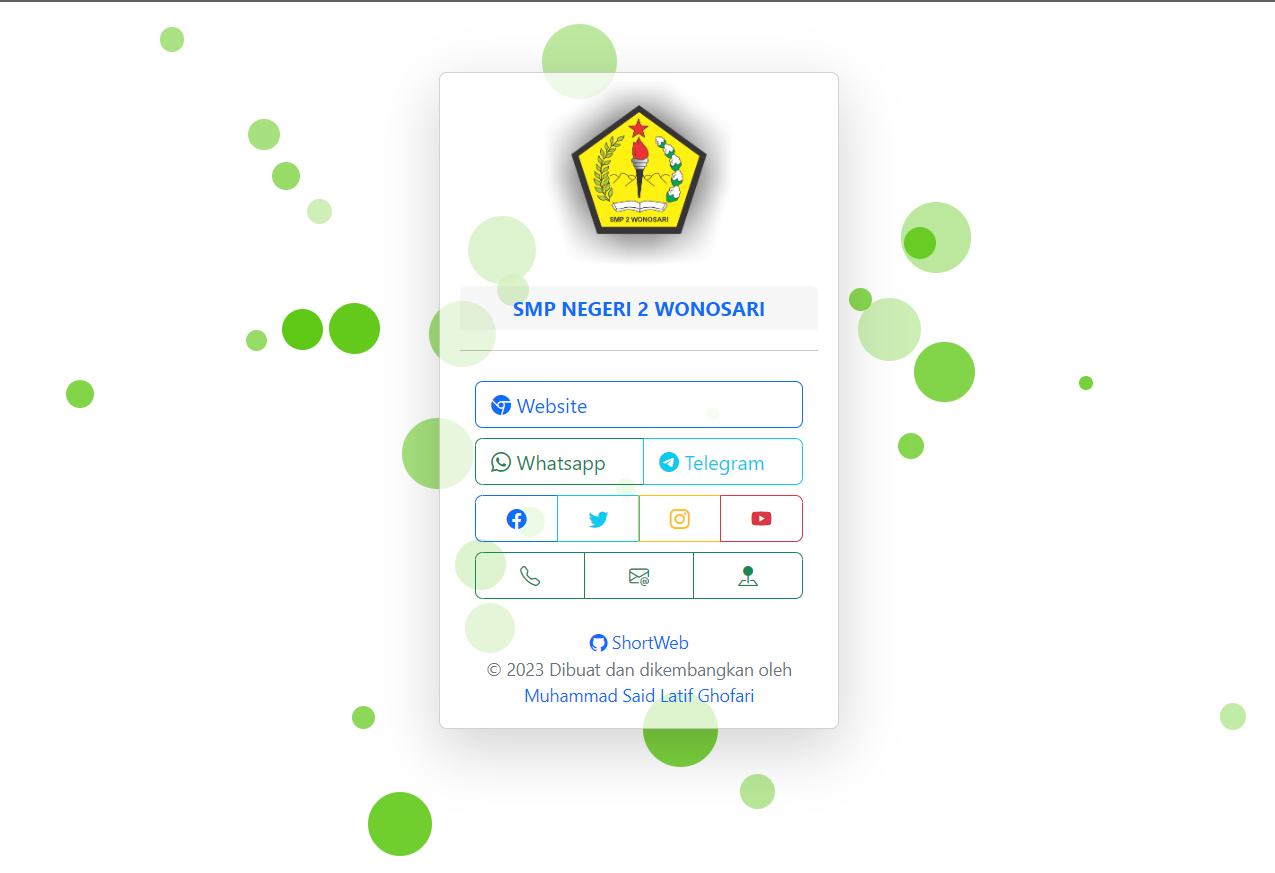 SMP 2 WONOSARI
SMP NEGERI 2 WONOSARI
Website
Whatsapp
Telegram
ShortWeb
© 2023 Dibuat dan dikembangkan oleh
Muhammad Said Latif Ghofari